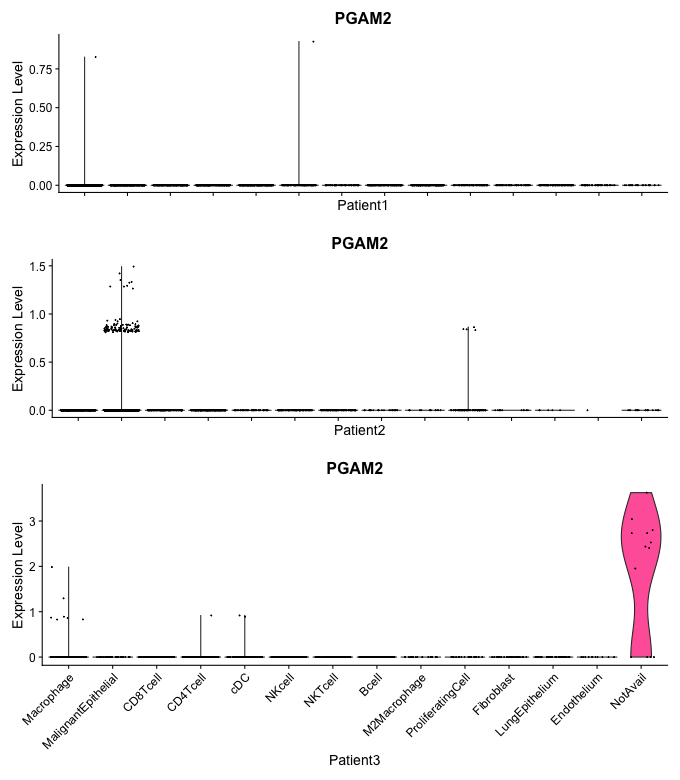 PGAM2
Expression Level
0.75
0.50
0.25
0.00
Patient1
PGAM2
Expression Level
1.5
1.0
0.5
0.0
Patient2
PGAM2
Expression Level
3
2
1
0
Macrophage
MalignantEpithelial
CD8Tcell
CD4Tcell
cDC
NKcell
NKTcell
Bcell
M2Macrophage
ProliferatingCell
Fibroblast
LungEpithelium
Endothelium
NotAvail
Patient3